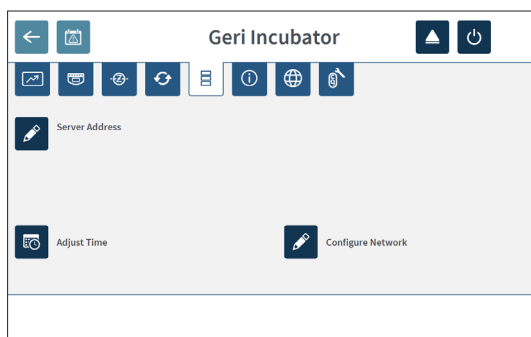 Geri Incubator
Server Address
Adjust Time
Configure Network